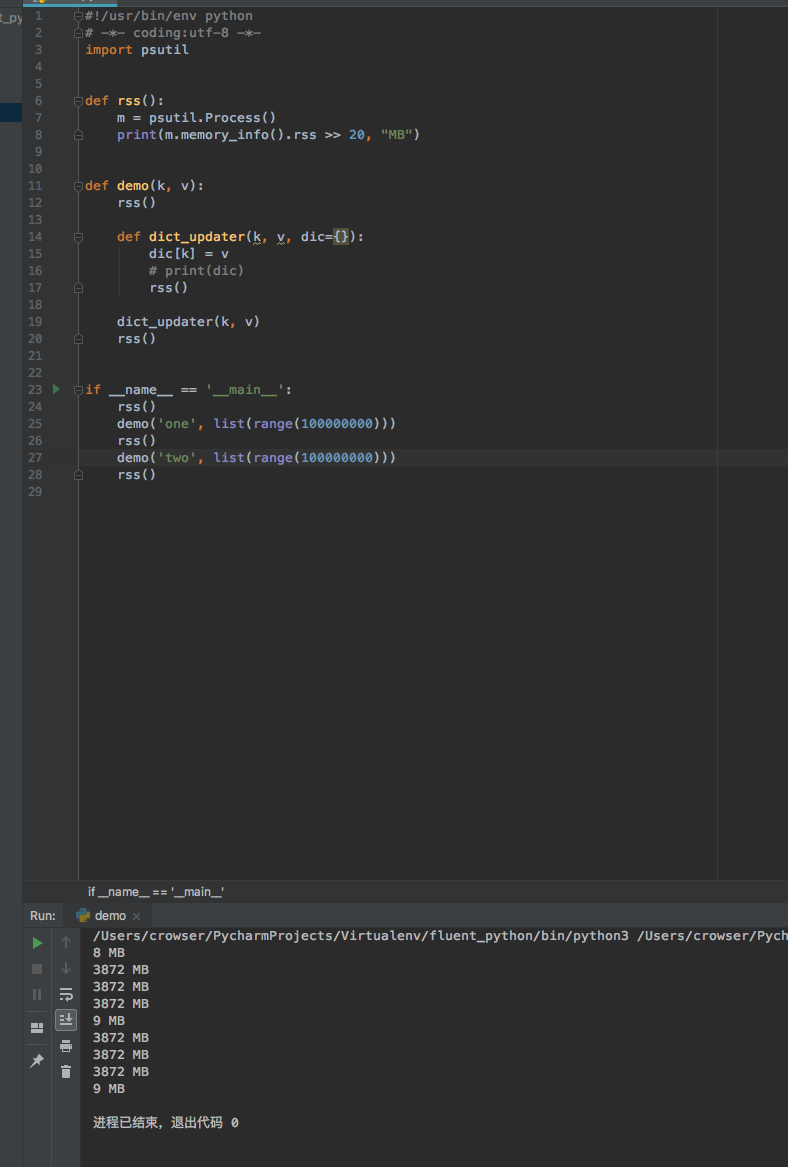 t_py
1 #!/usr/bin/env python
2 # -*- coding:utf-8 -*-
3 import psutil
4
5
6 def rss():
7     m = psutil.Process()
8     print(m.memory_info().rss >> 20, "MB")
9
10
11 def demo(k, v):
12     rss()
13
14     def dict_updater(k, v, dic={}):
15         dic[k] = v
16         # print(dic)
17         rss()
18
19     dict_updater(k, v)
20     rss()
21
22
23 if __name__ == '__main__':
24     rss()
25     demo('one', list(range(100000000)))
26     rss()
27     demo('two', list(range(100000000)))
28     rss()
29
if __name__ == '__main__'
Run: demo
/Users/crowser/PycharmProjects/Virtualenv/fluent_python/bin/python3 /Users/crowser/Pych
8 MB
3872 MB
3872 MB
3872 MB
9 MB
3872 MB
3872 MB
3872 MB
9 MB
进程已结束，退出代码 0